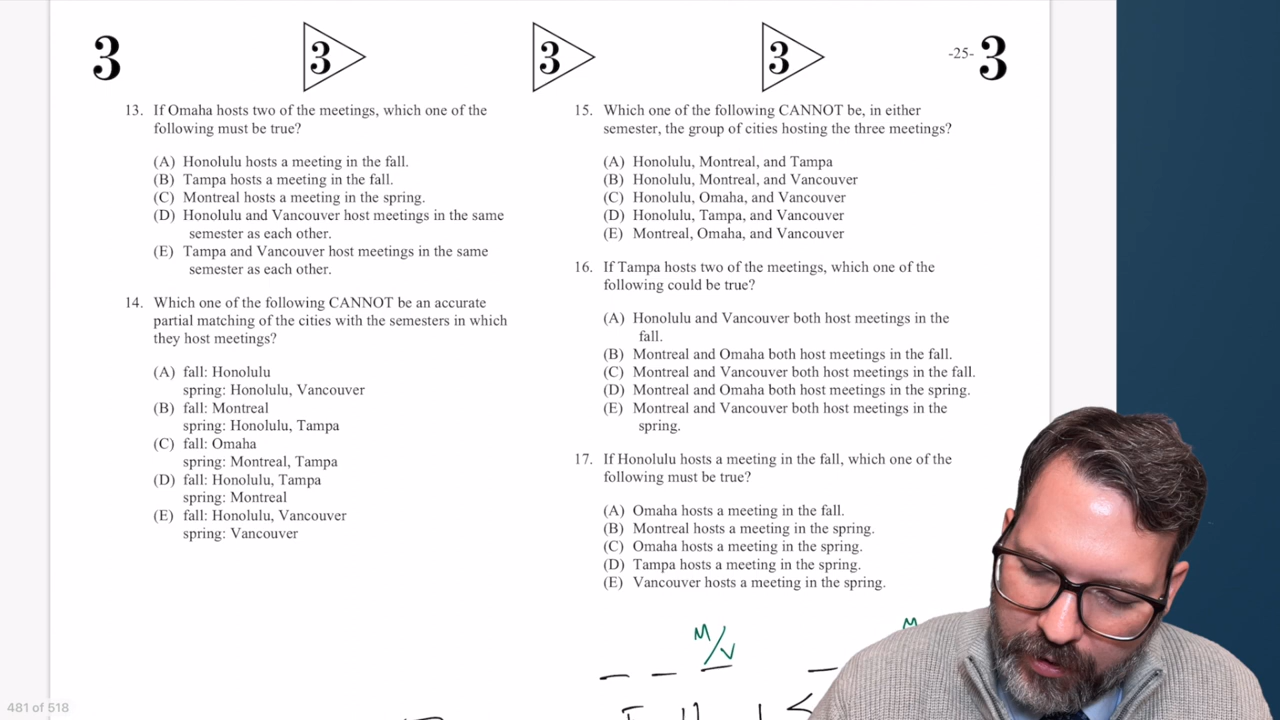 3 3 3 3 -25- 3
13. If Omaha hosts two of the meetings, which one of the
following must be true?
(A) Honolulu hosts a meeting in the fall.
(B) Tampa hosts a meeting in the fall.
(C) Montreal hosts a meeting in the spring.
(D) Honolulu and Vancouver host meetings in the same
semester as each other.
(E) Tampa and Vancouver host meetings in the same
semester as each other.
14. Which one of the following CANNOT be an accurate
partial matching of the cities with the semesters in which
they host meetings?
(A) fall: Honolulu
spring: Honolulu, Vancouver
(B) fall: Montreal
spring: Honolulu, Tampa
(C) fall: Omaha
spring: Montreal, Tampa
(D) fall: Honolulu, Tampa
spring: Montreal
(E) fall: Honolulu, Vancouver
spring: Vancouver
15. Which one of the following CANNOT be, in either
semester, the group of cities hosting the three meetings?
(A) Honolulu, Montreal, and Tampa
(B) Honolulu, Montreal, and Vancouver
(C) Honolulu, Omaha, and Vancouver
(D) Honolulu, Tampa, and Vancouver
(E) Montreal, Omaha, and Vancouver
16. If Tampa hosts two of the meetings, which one of the
following could be true?
(A) Honolulu and Vancouver both host meetings in the
fall.
(B) Montreal and Omaha both host meetings in the fall.
(C) Montreal and Vancouver both host meetings in the fall.
(D) Montreal and Omaha both host meetings in the spring.
(E) Montreal and Vancouver both host meetings in the
spring.
17. If Honolulu hosts a meeting in the fall, which one of the
following must be true?
(A) Omaha hosts a meeting in the fall.
(B) Montreal hosts a meeting in the spring.
(C) Omaha hosts a meeting in the spring.
(D) Tampa hosts a meeting in the spring.
(E) Vancouver hosts a meeting in the spring.
M/V M
481 of 518